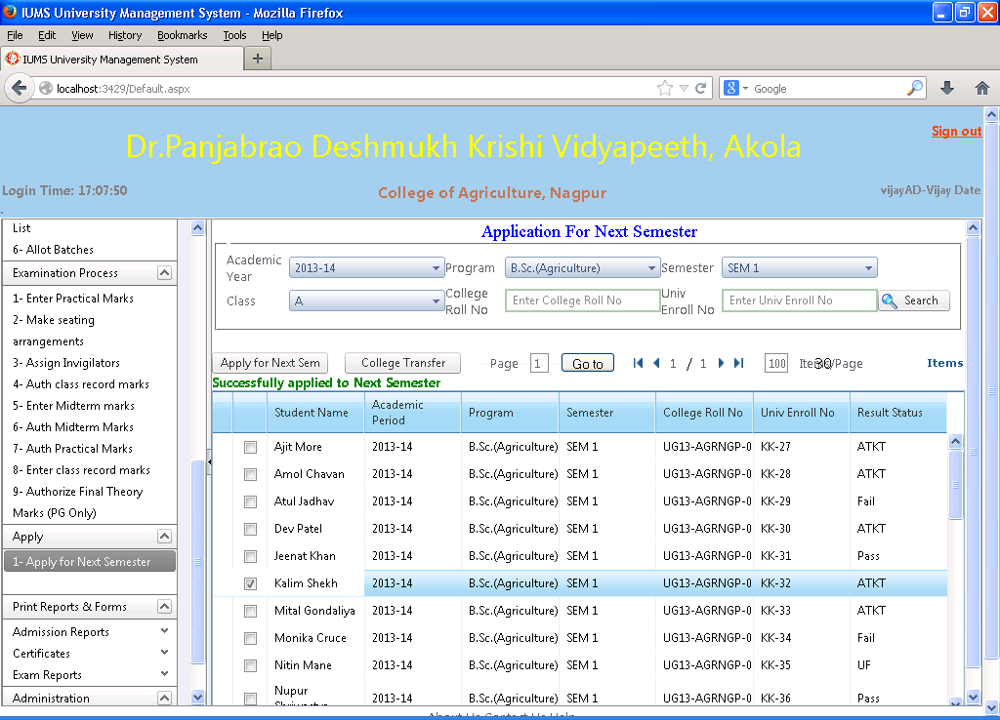 IUMS University Management System - Mozilla Firefox
File Edit View History Bookmarks Tools Help
IUMS University Management System
localhost:3429/Default.aspx
Google
Sign out
Dr.Panjabrao Deshmukh Krishi Vidyapeeth, Akola
Login Time: 17:07:50
College of Agriculture, Nagpur
vijayAD-Vijay Date
List
6- Allot Batches
Examination Process
1- Enter Practical Marks
2- Make seating
arrangements
3- Assign Invigilators
4- Auth class record marks
5- Enter Midterm marks
6- Auth Midterm Marks
7- Auth Practical Marks
8- Enter class record marks
9- Authorize Final Theory
Marks (PG Only)
Apply
1- Apply for Next Semester
Print Reports & Forms
Admission Reports
Certificates
Exam Reports
Administration
Application For Next Semester
Academic Year 2013-14 Program B.Sc.(Agriculture) Semester SEM 1
Class A College Roll No Enter College Roll No Univ Enroll No Enter Univ Enroll No Search
Apply for Next Sem College Transfer Page 1 Go to 1 / 1 100 Items/Page 30 Items
Successfully applied to Next Semester
Student Name Academic Period Program Semester College Roll No Univ Enroll No Result Status
Ajit More 2013-14 B.Sc.(Agriculture) SEM 1 UG13-AGRNGP-0 KK-27 ATKT
Amol Chavan 2013-14 B.Sc.(Agriculture) SEM 1 UG13-AGRNGP-0 KK-28 ATKT
Atul Jadhav 2013-14 B.Sc.(Agriculture) SEM 1 UG13-AGRNGP-0 KK-29 Fail
Dev Patel 2013-14 B.Sc.(Agriculture) SEM 1 UG13-AGRNGP-0 KK-30 ATKT
Jeenat Khan 2013-14 B.Sc.(Agriculture) SEM 1 UG13-AGRNGP-0 KK-31 Pass
Kalim Shekh 2013-14 B.Sc.(Agriculture) SEM 1 UG13-AGRNGP-0 KK-32 ATKT
Mital Gondaliya 2013-14 B.Sc.(Agriculture) SEM 1 UG13-AGRNGP-0 KK-33 ATKT
Monika Cruce 2013-14 B.Sc.(Agriculture) SEM 1 UG13-AGRNGP-0 KK-34 Fail
Nitin Mane 2013-14 B.Sc.(Agriculture) SEM 1 UG13-AGRNGP-0 KK-35 UF
Nupur 2013-14 B.Sc.(Agriculture) SEM 1 UG13-AGRNGP-0 KK-36 Pass
About Us Contact Us Help